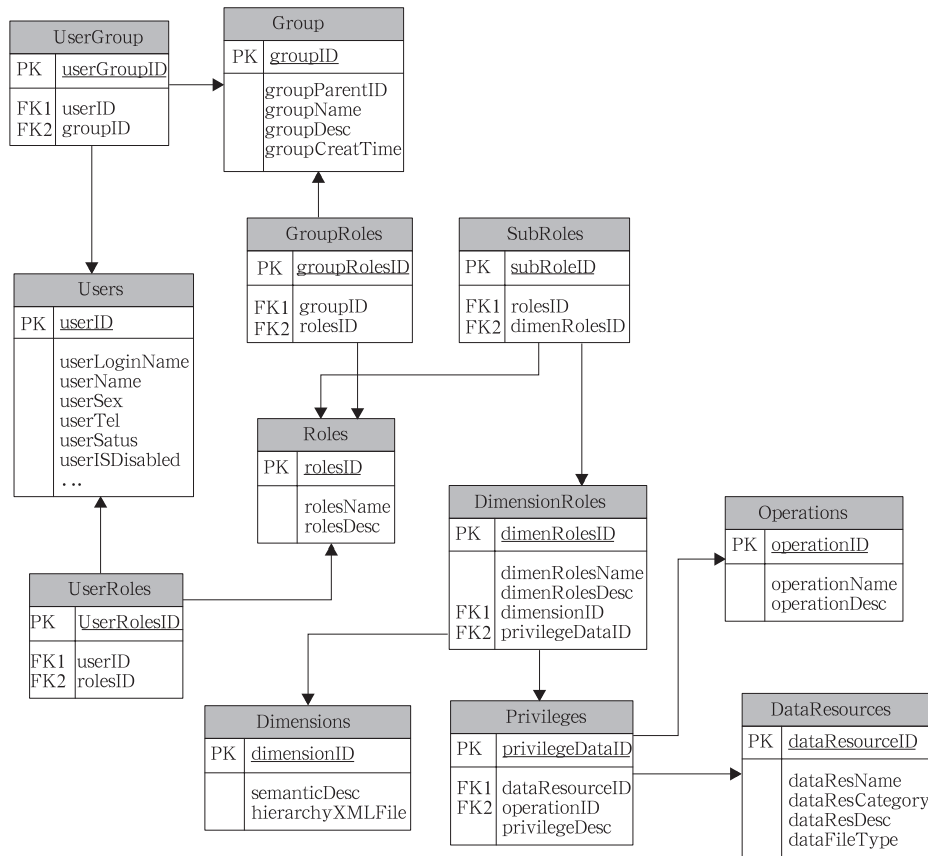 UserGroup
PK userGroupID
FK1 userID
FK2 groupID
Group
PK groupID
groupParentID
groupName
groupDesc
groupCreatTime
GroupRoles
PK groupRolesID
FK1 groupID
FK2 rolesID
SubRoles
PK subRoleID
FK1 rolesID
FK2 dimenRolesID
Users
PK userID
userLoginName
userName
userSex
userTel
userSatus
userISDisabled
...
Roles
PK rolesID
rolesName
rolesDesc
DimensionRoles
PK dimenRolesID
dimenRolesName
dimenRolesDesc
FK1 dimensionID
FK2 privilegeDataID
Operations
PK operationID
operationName
operationDesc
UserRoles
PK UserRolesID
FK1 userID
FK2 rolesID
Dimensions
PK dimensionID
semanticDesc
hierarchyXMLFile
Privileges
PK privilegeDataID
FK1 dataResourceID
FK2 operationID
privilegeDesc
DataResources
PK dataResourceID
dataResName
dataResCategory
dataResDesc
dataFileType